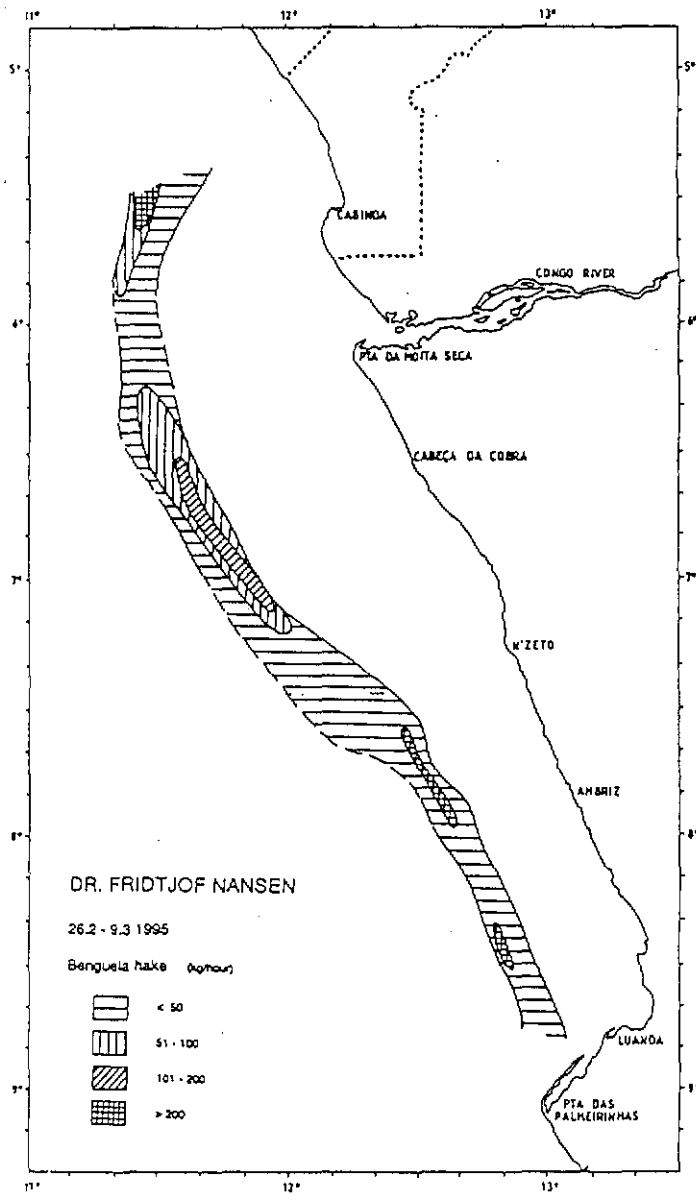 11° 12° 13°
5° 5°
CABINDA
CONGO RIVER
6° 6°
PTA DA MOITA SECA
CABEÇA DA COBRA
7° 7°
N'ZETO
AMBRIZ
8° 8°
DR. FRIDTJOF NANSEN
26.2 - 9.3 1995
Benguela hake (kg/hour)
< 50
51 - 100
101 - 200
> 200
LUANDA
9° 9°
PTA DAS
PALMEIRINHAS
11° 12° 13°